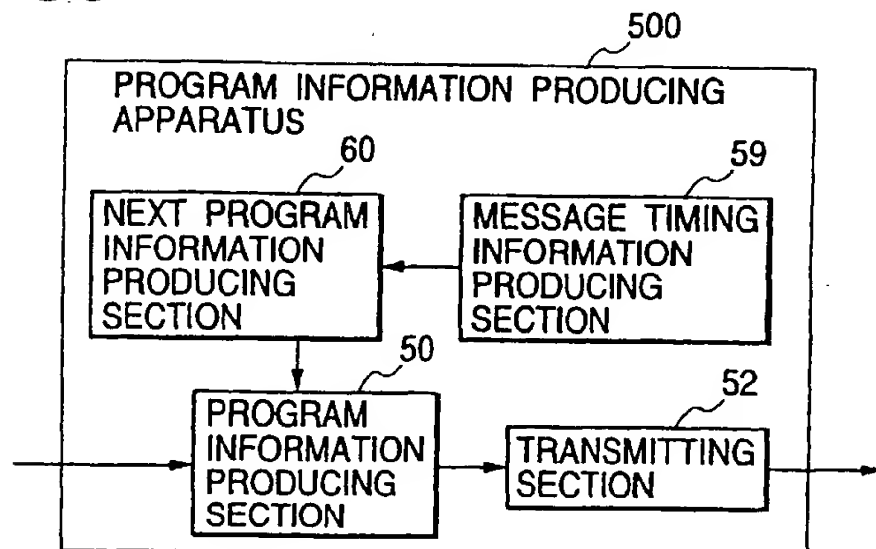 500
PROGRAM INFORMATION PRODUCING
APPARATUS
60
59
NEXT PROGRAM
INFORMATION
PRODUCING
SECTION
MESSAGE TIMING
INFORMATION
PRODUCING
SECTION
50
52
PROGRAM
INFORMATION
PRODUCING
SECTION
TRANSMITTING
SECTION